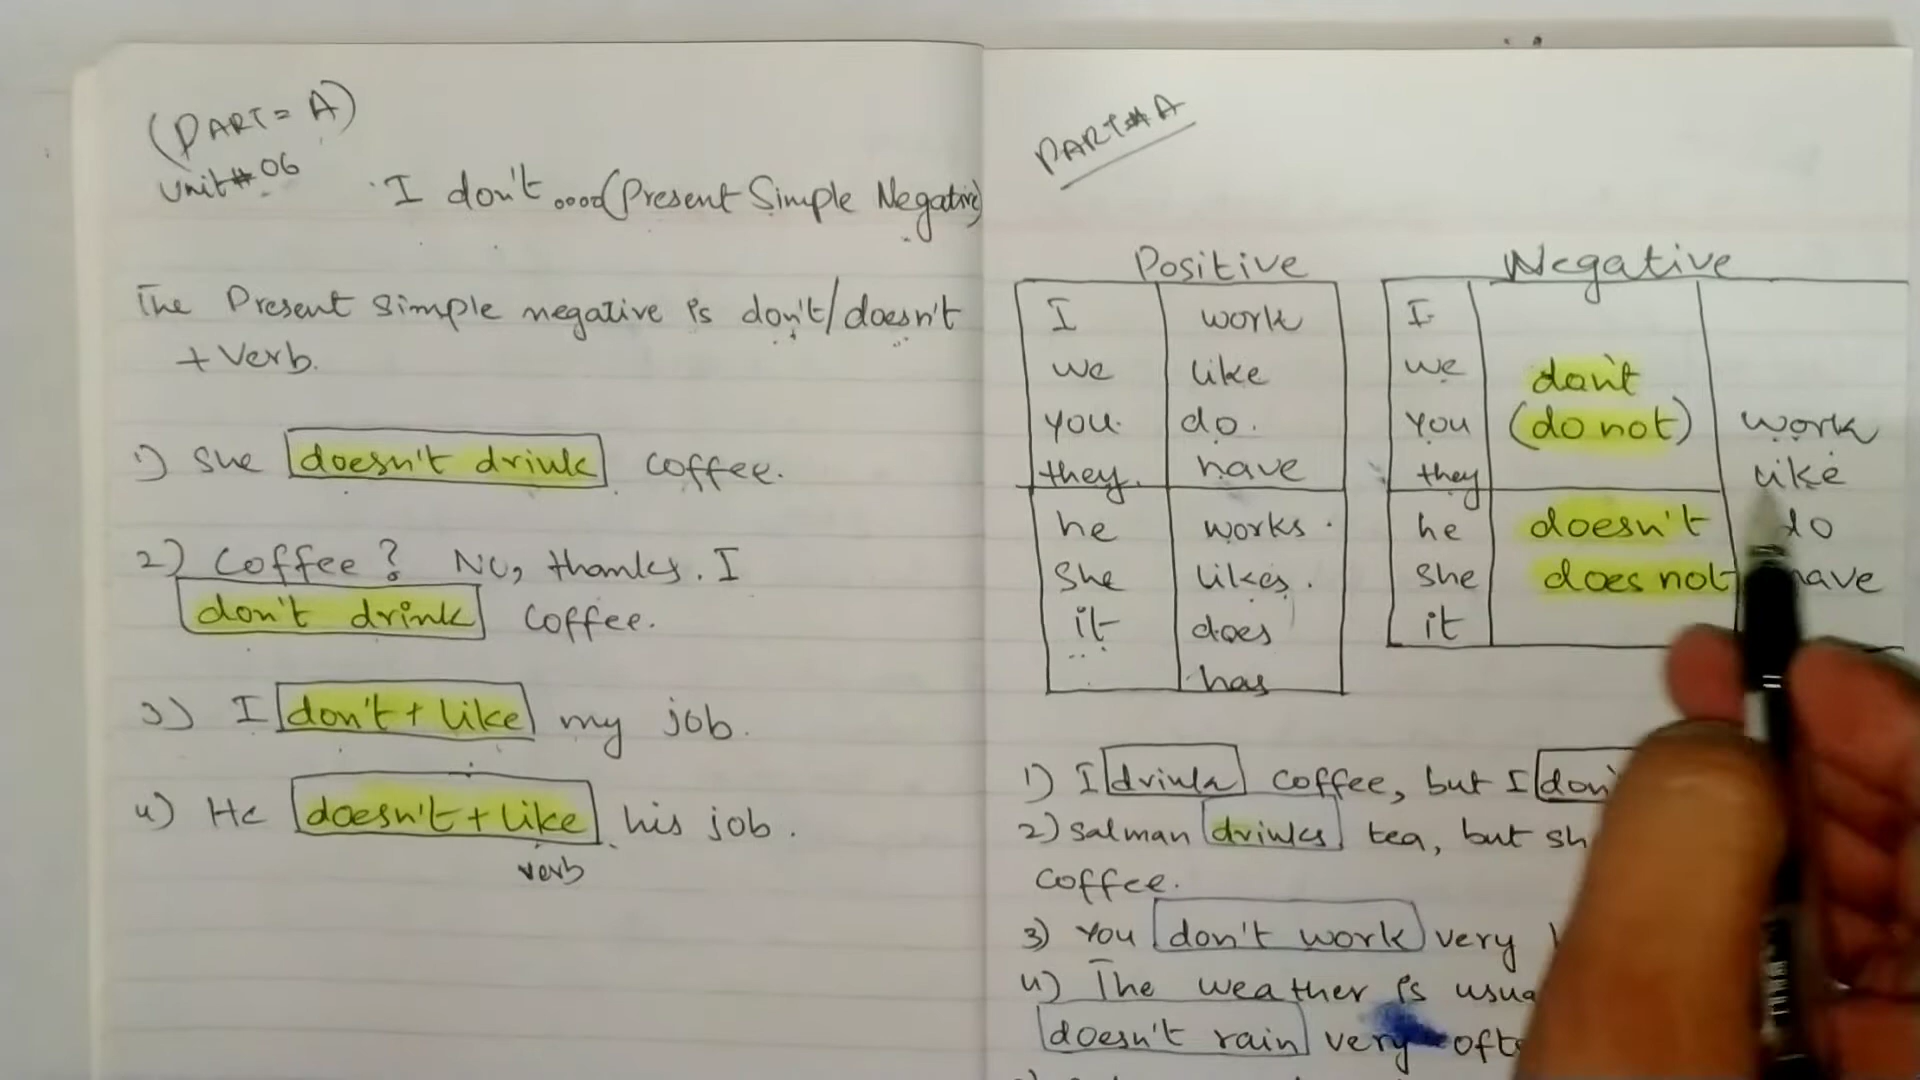 (PART = A)
Unit # 06
I don't ....(Present Simple Negative)
The Present simple negative is don't/doesn't
+ Verb.
1) She doesn't drink coffee.
2) Coffee? No, thanks. I
don't drink coffee.
3) I don't + like my job.
4) He doesn't + like his job.
verb
PART # A
Positive
I work
we like
you do.
they. have
he works.
She likes.
it does
has
Negative
I
we don't
you (do not) work
they like
he doesn't do
She does not have
it
1) I drink coffee, but I don'
2) Salman drinks tea, but sh
coffee.
3) You don't work very
4) The weather is usua
doesn't rain very ofte